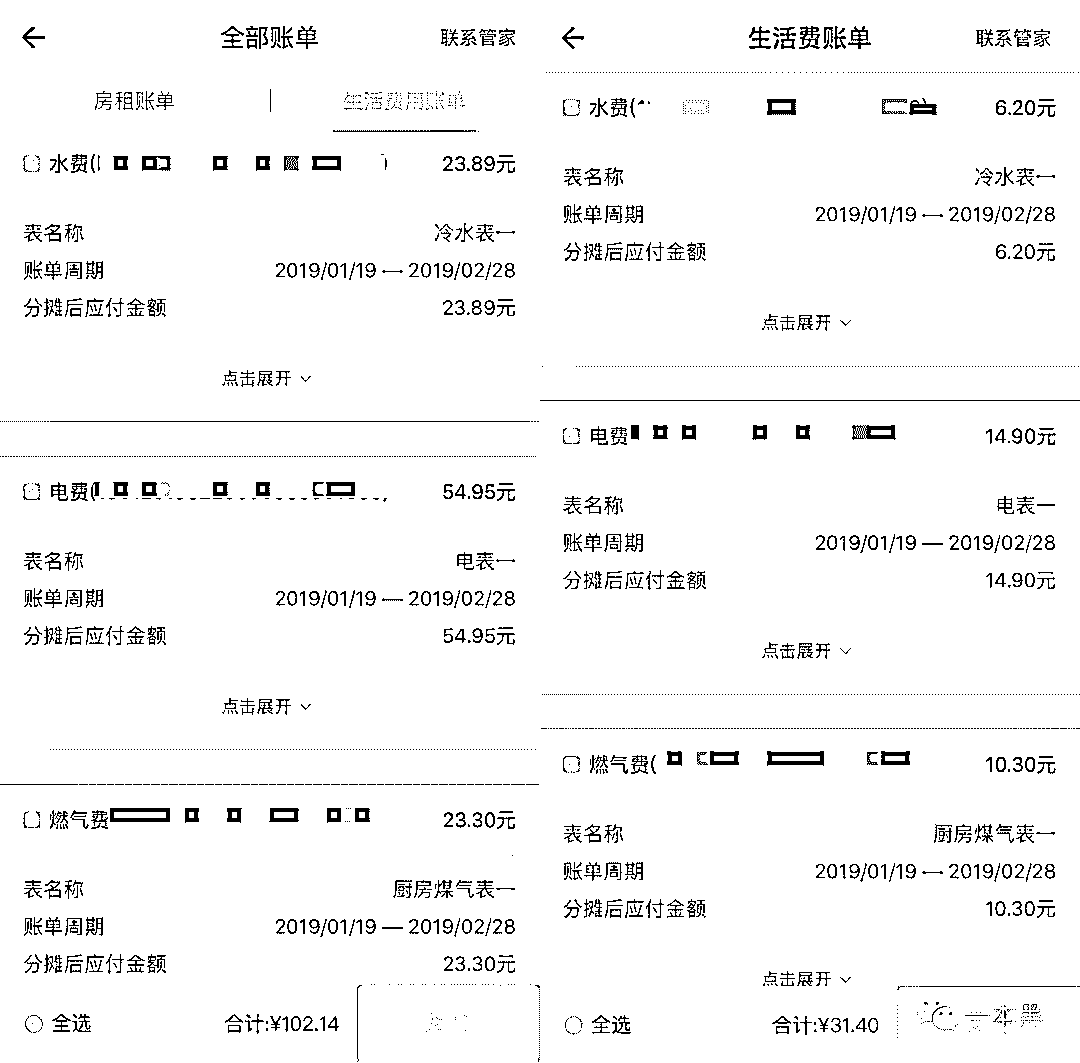 全部账单 联系管家
房租账单 生活费用账单
水费( 23.89元
表名称 冷水表一
账单周期 2019/01/19 — 2019/02/28
分摊后应付金额 23.89元
点击展开
电费( 54.95元
表名称 电表一
账单周期 2019/01/19 — 2019/02/28
分摊后应付金额 54.95元
点击展开
燃气费 23.30元
表名称 厨房煤气表一
账单周期 2019/01/19 — 2019/02/28
分摊后应付金额 23.30元
全选 合计:¥102.14
生活费账单 联系管家
水费( 6.20元
表名称 冷水表一
账单周期 2019/01/19 — 2019/02/28
分摊后应付金额 6.20元
点击展开
电费 14.90元
表名称 电表一
账单周期 2019/01/19 — 2019/02/28
分摊后应付金额 14.90元
点击展开
燃气费( 10.30元
表名称 厨房煤气表一
账单周期 2019/01/19 — 2019/02/28
分摊后应付金额 10.30元
点击展开
全选 合计:¥31.40